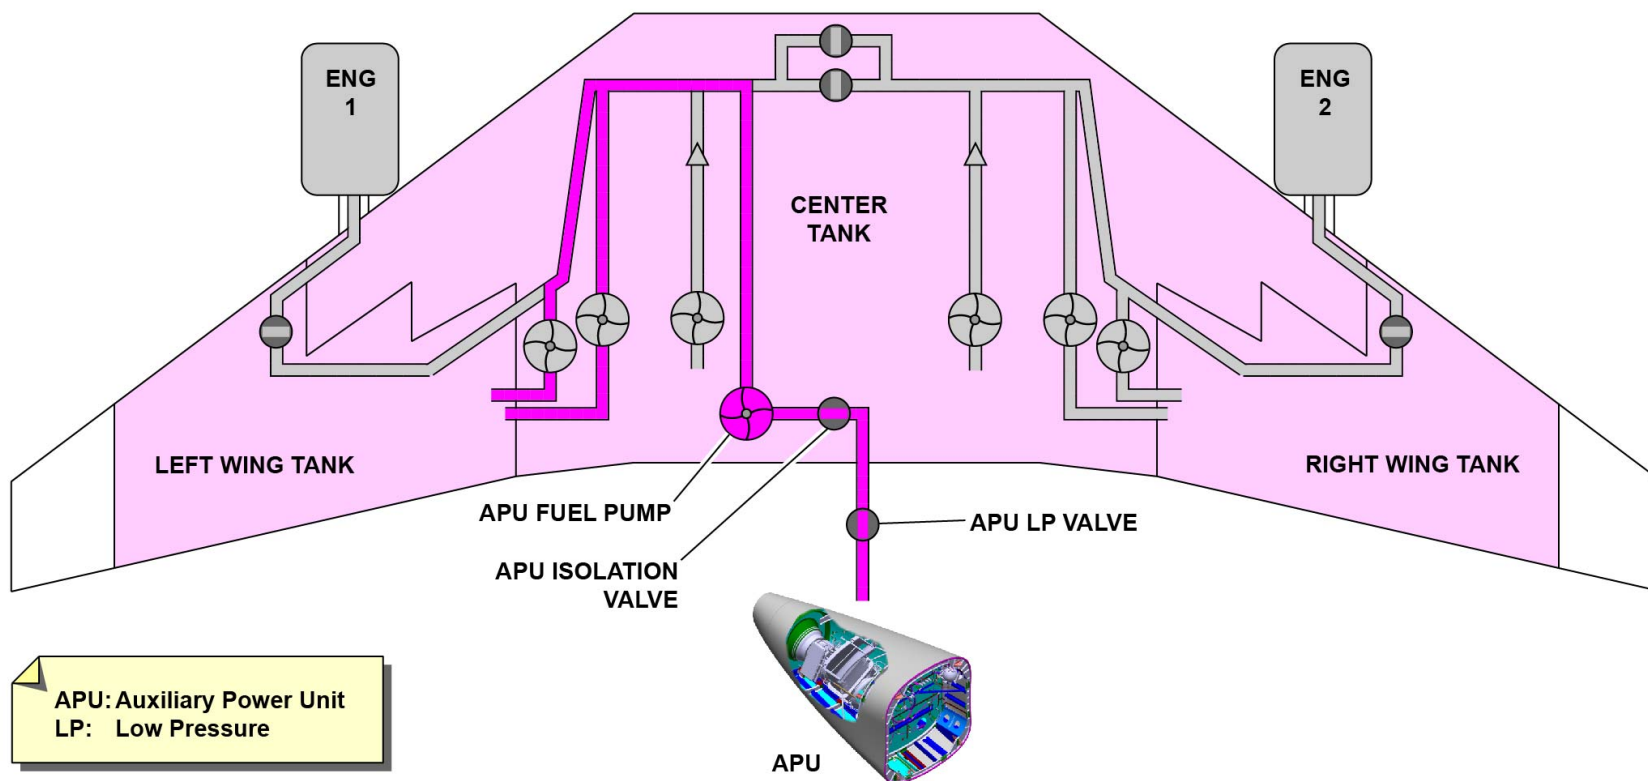 ENG
1
ENG
2
CENTER
TANK
LEFT WING TANK
RIGHT WING TANK
APU FUEL PUMP
APU LP VALVE
APU ISOLATION
VALVE
APU: Auxiliary Power Unit
LP: Low Pressure
APU